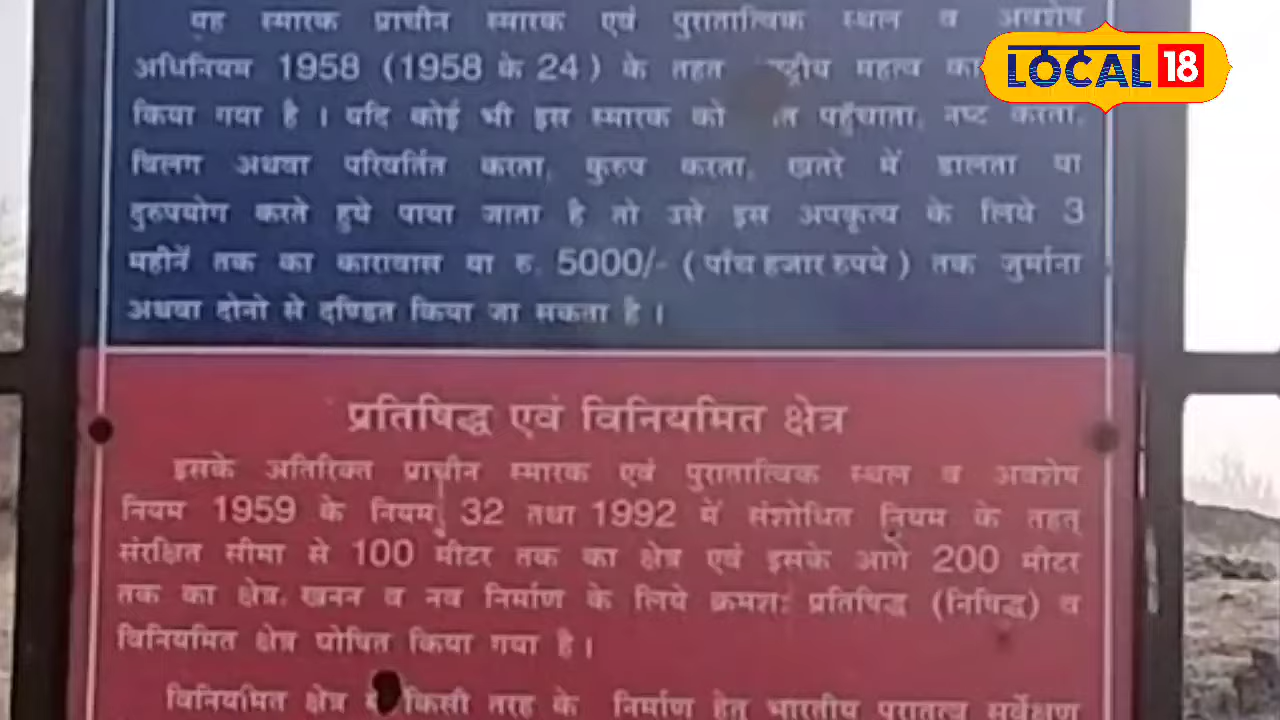 यह स्मारक प्राचीन स्मारक एवं पुरातात्विक स्थल व अवशेष
अधिनियम 1958 (1958 के 24) के तहत महत्व का
किया गया है । यदि कोई भी इस स्मारक को पहुँचाता, नष्ट करता,
विलग अथवा परिवर्तित करता, कुरुप करता, खतरे में डालता या
दुरुपयोग करते हुये पाया जाता है तो उसे इस अपकृत्य के लिये 3
महीनें तक का कारावास या रु. 5000/- (पाँच हजार रुपये) तक जुर्माना
अथवा दोनो से दण्डित किया जा सकता है ।
प्रतिषिद्ध एवं विनियमित क्षेत्र
इसके अतिरिक्त प्राचीन स्मारक एवं पुरातात्विक स्थल व अवशेष
नियम 1959 के नियम 32 तथा 1992 में संशोधित नियम के तहत्
संरक्षित सीमा से 100 मीटर तक का क्षेत्र एवं इसके आगे 200 मीटर
तक का क्षेत्र. खनन व नव निर्माण के लिये क्रमशः प्रतिषिद्ध (निषिद्ध) व
विनियमित क्षेत्र घोषित किया गया है ।
विनियमित क्षेत्र किसी तरह के निर्माण हेतु भारतीय पुरातत्व सर्वेक्षण
LOCAL 18